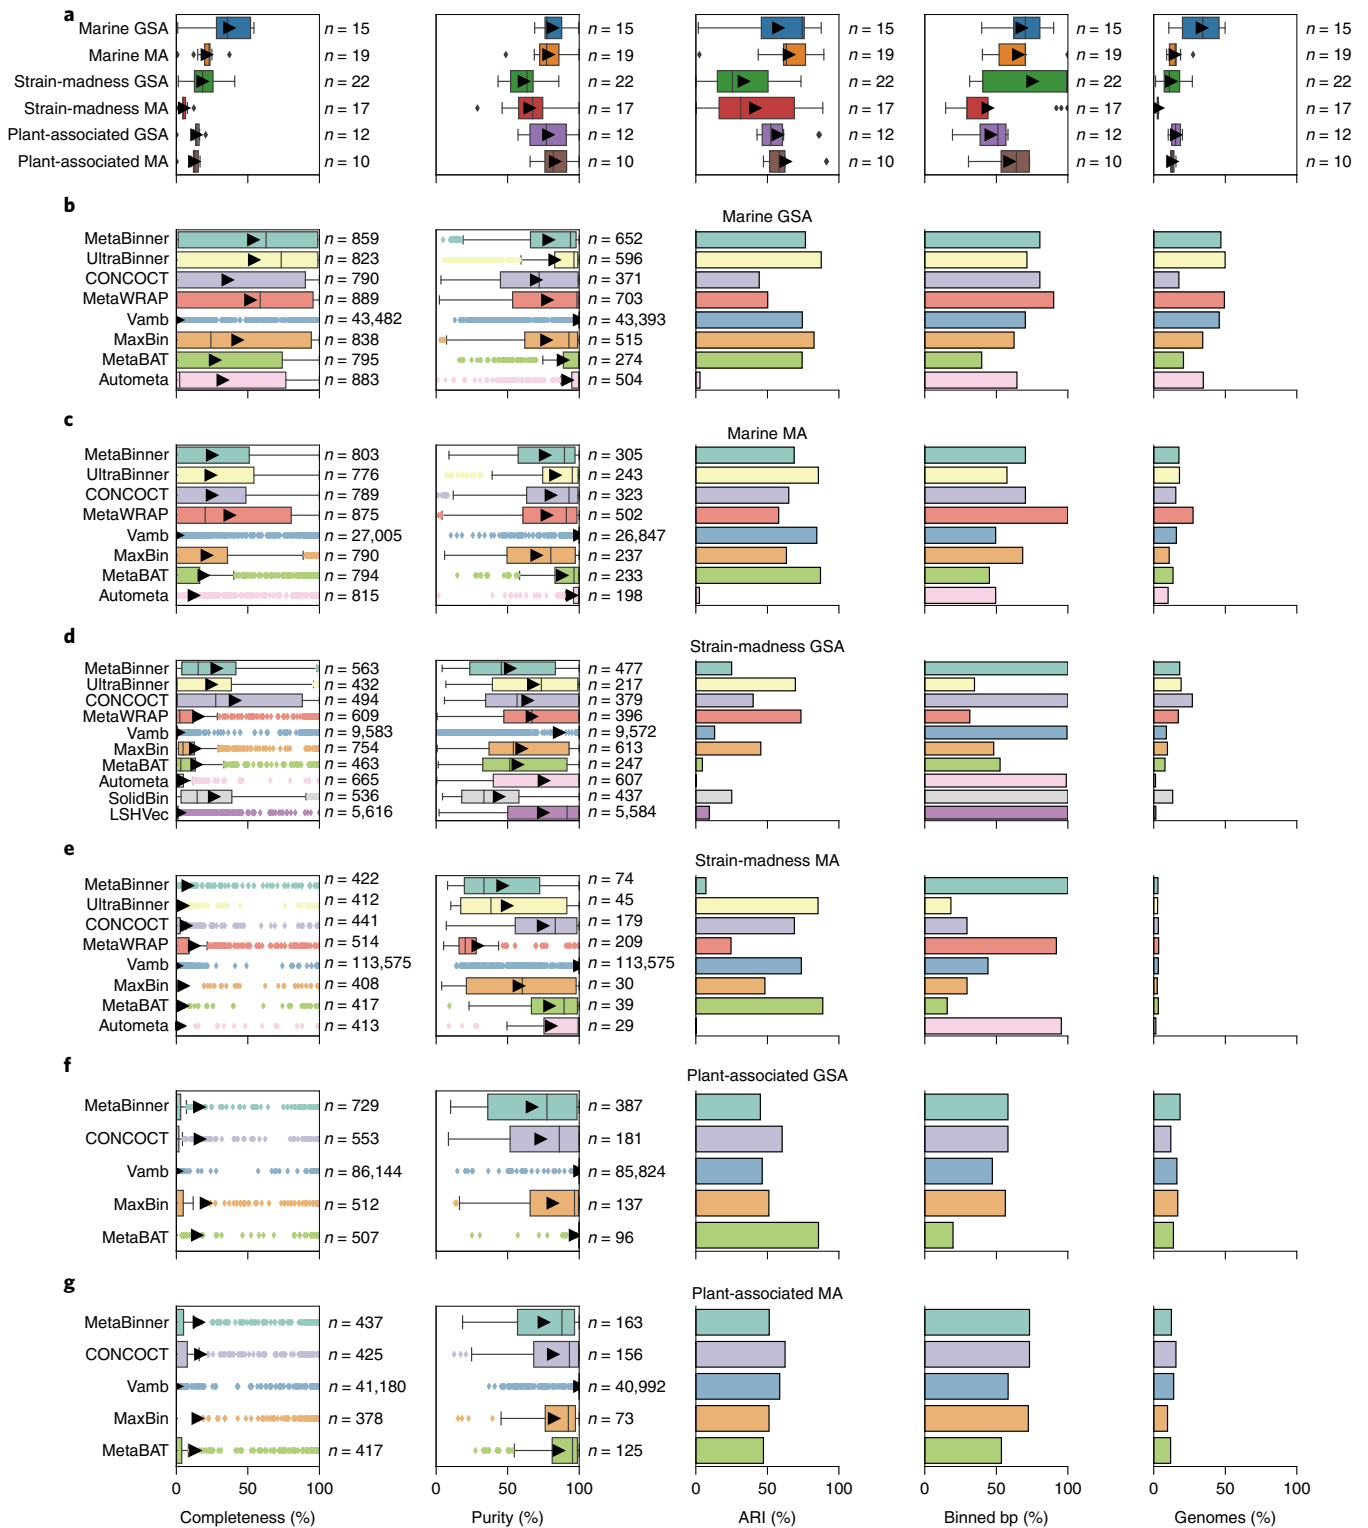 a
Marine GSA n = 15 n = 15 n = 15 n = 15 n = 15
Marine MA n = 19 n = 19 n = 19 n = 19 n = 19
Strain-madness GSA n = 22 n = 22 n = 22 n = 22 n = 22
Strain-madness MA n = 17 n = 17 n = 17 n = 17 n = 17
Plant-associated GSA n = 12 n = 12 n = 12 n = 12 n = 12
Plant-associated MA n = 10 n = 10 n = 10 n = 10 n = 10
b
Marine GSA
MetaBinner n = 859 n = 652
UltraBinner n = 823 n = 596
CONCOCT n = 790 n = 371
MetaWRAP n = 889 n = 703
Vamb n = 43,482 n = 43,393
MaxBin n = 838 n = 515
MetaBAT n = 795 n = 274
Autometa n = 883 n = 504
c
Marine MA
MetaBinner n = 803 n = 305
UltraBinner n = 776 n = 243
CONCOCT n = 789 n = 323
MetaWRAP n = 875 n = 502
Vamb n = 27,005 n = 26,847
MaxBin n = 790 n = 237
MetaBAT n = 794 n = 233
Autometa n = 815 n = 198
d
Strain-madness GSA
MetaBinner n = 563 n = 477
UltraBinner n = 432 n = 217
CONCOCT n = 494 n = 379
MetaWRAP n = 609 n = 396
Vamb n = 9,583 n = 9,572
MaxBin n = 754 n = 613
MetaBAT n = 463 n = 247
Autometa n = 665 n = 607
SolidBin n = 536 n = 437
LSHVec n = 5,616 n = 5,584
e
Strain-madness MA
MetaBinner n = 422 n = 74
UltraBinner n = 412 n = 45
CONCOCT n = 441 n = 179
MetaWRAP n = 514 n = 209
Vamb n = 113,575 n = 113,575
MaxBin n = 408 n = 30
MetaBAT n = 417 n = 39
Autometa n = 413 n = 29
f
Plant-associated GSA
MetaBinner n = 729 n = 387
CONCOCT n = 553 n = 181
Vamb n = 86,144 n = 85,824
MaxBin n = 512 n = 137
MetaBAT n = 507 n = 96
g
Plant-associated MA
MetaBinner n = 437 n = 163
CONCOCT n = 425 n = 156
Vamb n = 41,180 n = 40,992
MaxBin n = 378 n = 73
MetaBAT n = 417 n = 125
0 100 0 100 0 50 100 0 50 100 0 50 100
Completeness (%) Purity (%) ARI (%) Binned bp (%) Genomes (%)